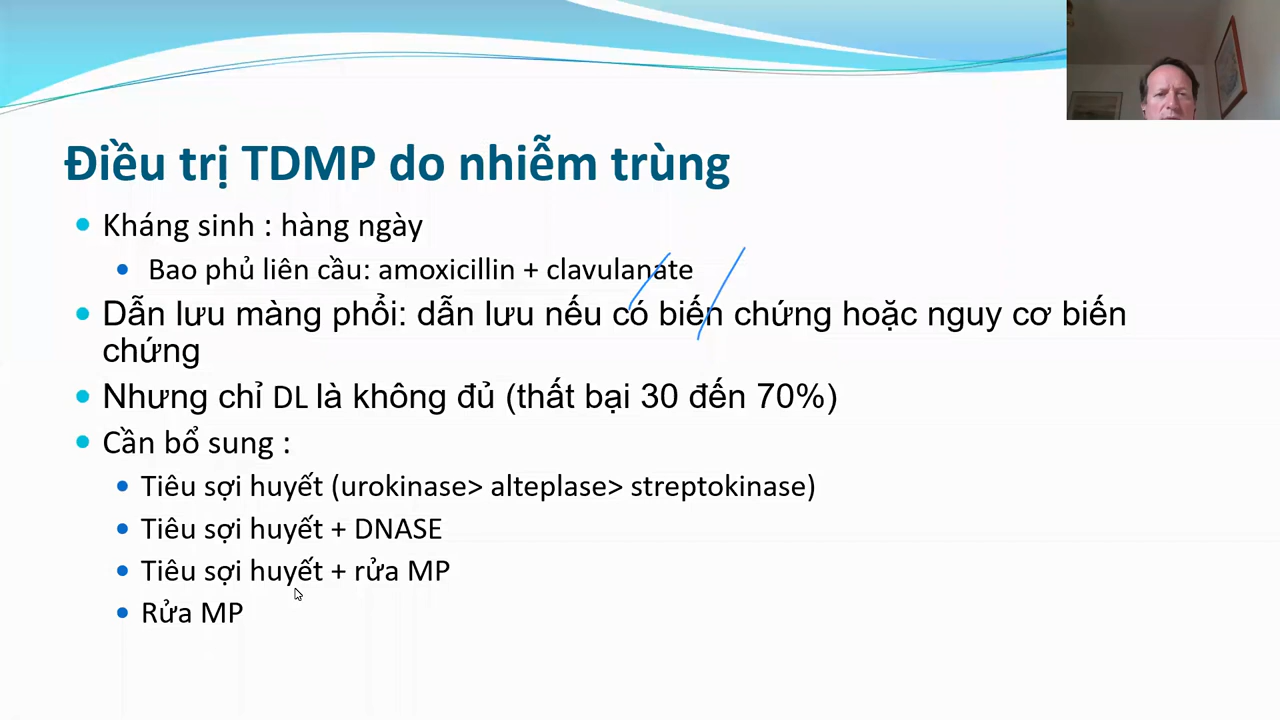 Điều trị TDMP do nhiễm trùng
Kháng sinh : hàng ngày
Bao phủ liên cầu: amoxicillin + clavulanate
Dẫn lưu màng phổi: dẫn lưu nếu có biến chứng hoặc nguy cơ biến
chứng
Nhưng chỉ DL là không đủ (thất bại 30 đến 70%)
Cần bổ sung :
Tiêu sợi huyết (urokinase> alteplase> streptokinase)
Tiêu sợi huyết + DNASE
Tiêu sợi huyết + rửa MP
Rửa MP